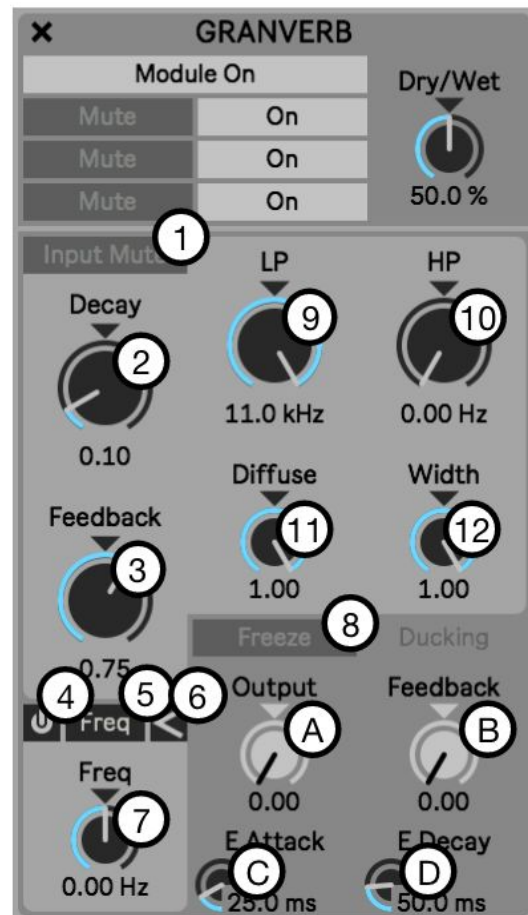 GRANVERB
Module On
Dry/Wet
Mute On
Mute On
Mute On
50.0 %
1
Input Mute
LP
HP
Decay
9
10
2
11.0 kHz
0.00 Hz
0.10
Diffuse
Width
Feedback
11
12
3
1.00
1.00
8
Freeze
Ducking
0.75
4
5
6
Output
Feedback
Freq
A
B
Freq
7
0.00
0.00
E Attack
E Decay
C
D
0.00 Hz
25.0 ms
50.0 ms